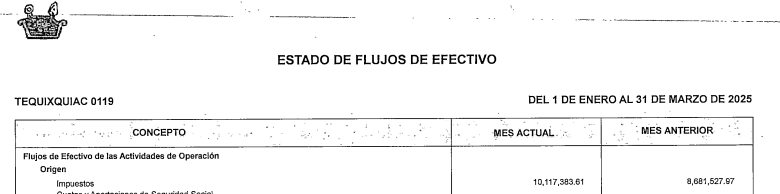 ESTADO DE FLUJOS DE EFECTIVO
TEQUIXQUIAC 0119 DEL 1 DE ENERO AL 31 DE MARZO DE 2025
CONCEPTO MES ACTUAL MES ANTERIOR
Flujos de Efectivo de las Actividades de Operación
Origen
Impuestos 10,117,383.61 8,681,527.97
Cuotas y Aportaciones de Seguridad Social